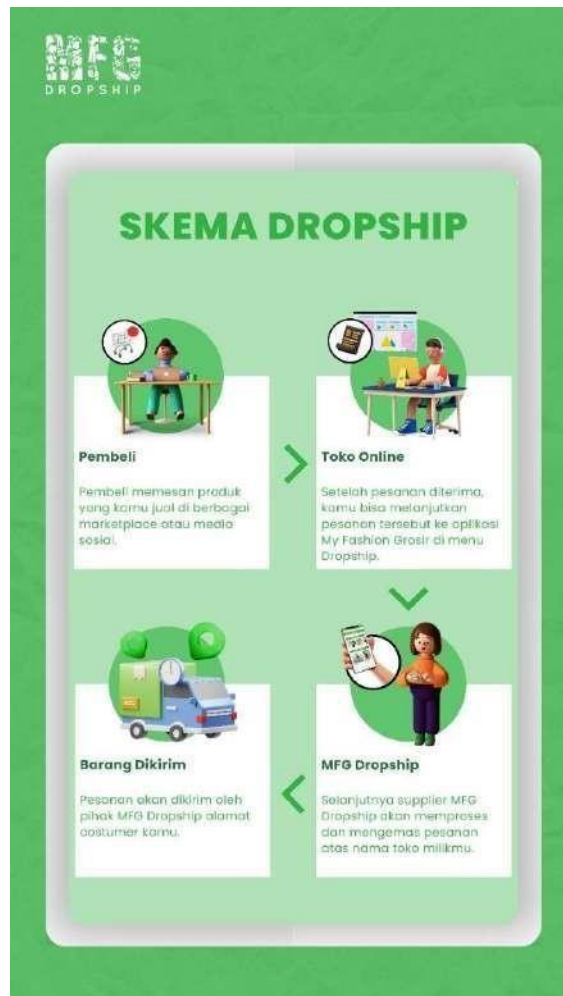 MFG
DROPSHIP
SKEMA DROPSHIP
Pembeli
Pembeli memesan produk
yang kamu jual di berbagai
marketplace atau media
sosial.
Toko Online
Setelah pesanan diterima,
kamu bisa melanjutkan
pesanan tersebut ke aplikasi
My Fashion Grosir di menu
Dropship.
MFG Dropship
Selanjutnya supplier MFG
Dropship akan memproses
dan mengemas pesanan
atas nama toko milikmu.
Barang Dikirim
Pesanan akan dikirim oleh
pihak MFG Dropship alamat
costumer kamu.